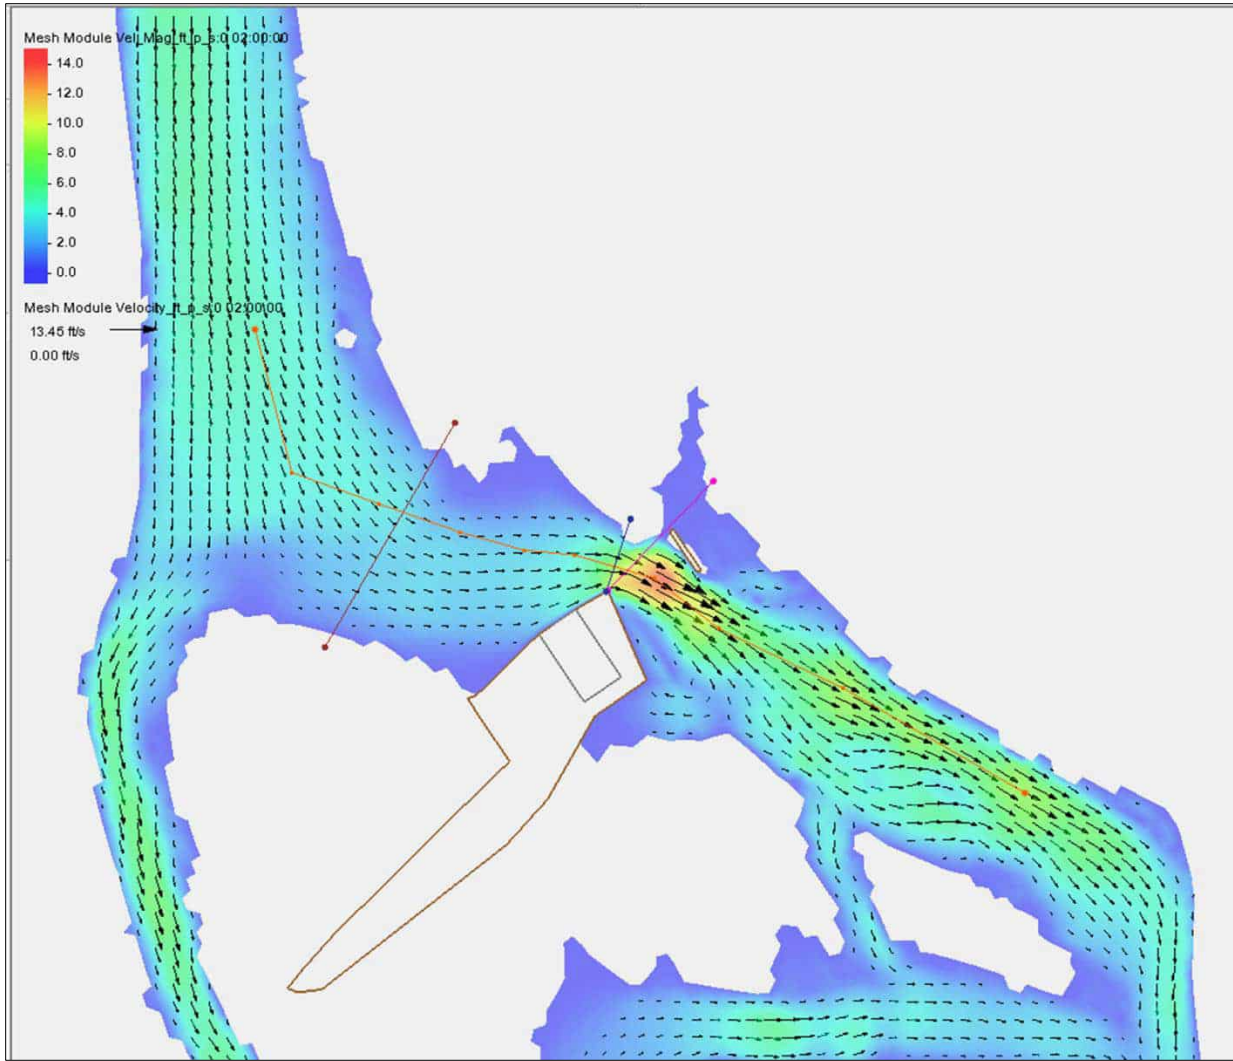 Mesh Module Vel_Mag_ft_p_s:0 02:00:00
14.0
12.0
10.0
8.0
6.0
4.0
2.0
0.0
Mesh Module Velocity_ft_p_s:0 02:00:00
13.45 ft/s
0.00 ft/s